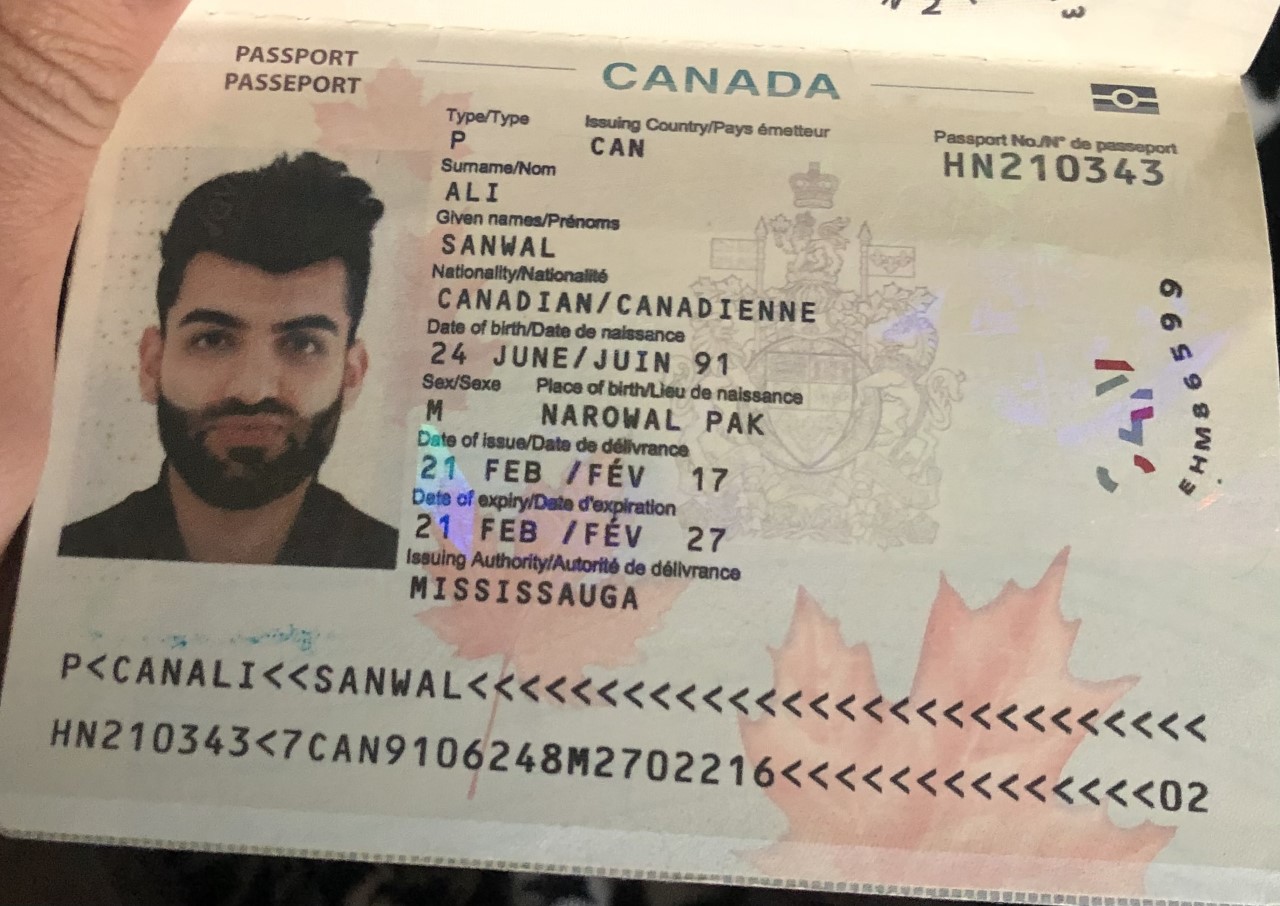 PASSPORT
PASSEPORT
CANADA
Type/Type
P
Issuing Country/Pays émetteur
CAN
Passport No./N° de passeport
HN210343
Surname/Nom
ALI
Given names/Prénoms
SANWAL
Nationality/Nationalité
CANADIAN/CANADIENNE
Date of birth/Date de naissance
24 JUNE/JUIN 91
Sex/Sexe Place of birth/Lieu de naissance
M NAROWAL PAK
Date of issue/Date de délivrance
21 FEB /FÉV 17
Date of expiry/Date d'expiration
21 FEB /FÉV 27
Issuing Authority/Autorité de délivrance
MISSISSAUGA
P<CANALI<<SANWAL<<<<<<<<<<<<<<<<<<<<<<<<<<<<
HN210343<7CAN9106248M2702216<<<<<<<<<<<<<<02